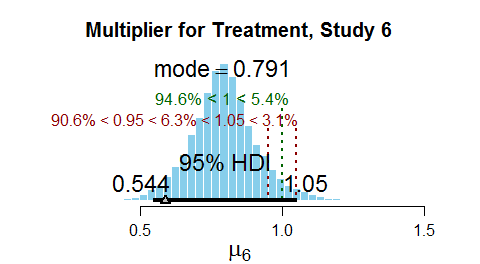 Multiplier for Treatment, Study 6
mode = 0.791
94.6% < 1 < 5.4%
90.6% < 0.95 < 6.3% < 1.05 < 3.1%
95% HDI
0.544 1.05
0.5 1.0 1.5
μ6